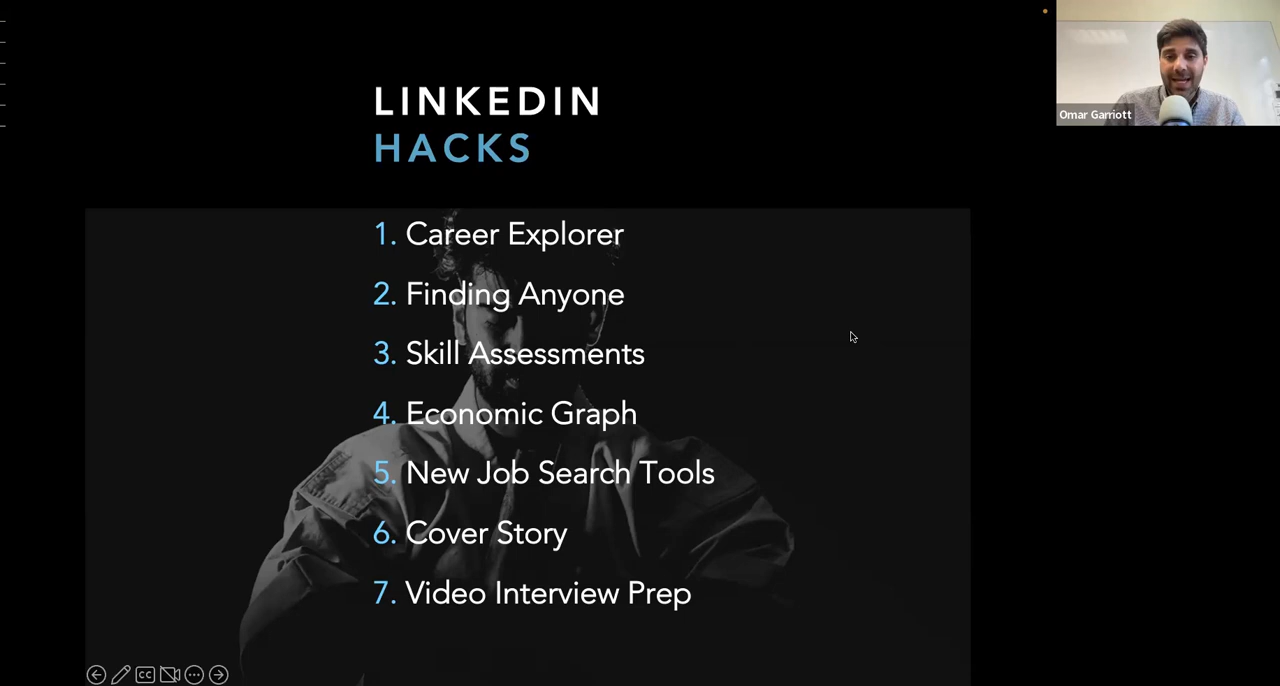 LINKEDIN
HACKS
Omar Garriott
1. Career Explorer
2. Finding Anyone
3. Skill Assessments
4. Economic Graph
5. New Job Search Tools
6. Cover Story
7. Video Interview Prep
CC